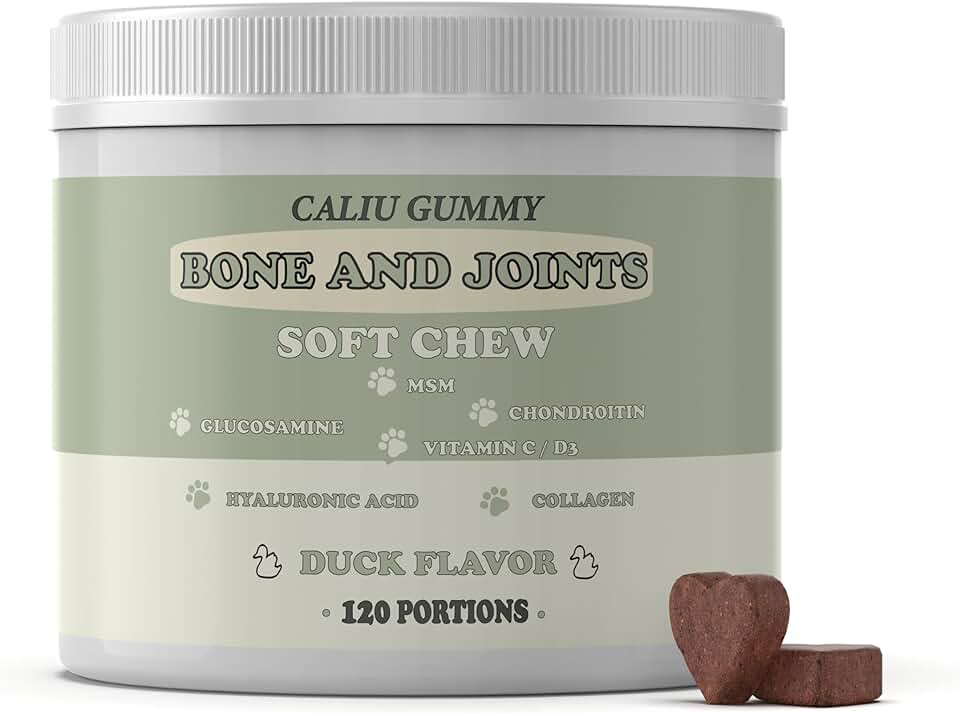 CALIU GUMMY
BONE AND JOINTS
SOFT CHEW
MSM
GLUCOSAMINE
CHONDROITIN
VITAMIN C / D3
HYALURONIC ACID
COLLAGEN
DUCK FLAVOR
· 120 PORTIONS ·